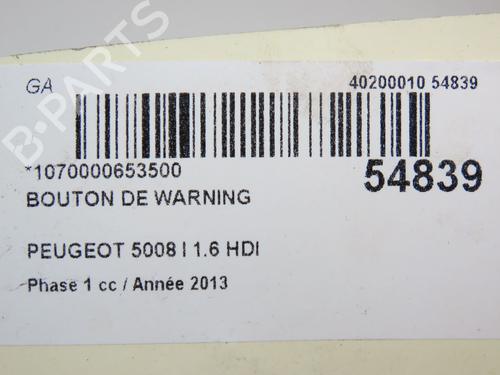 GA
40200010 54839
*1070000653500
54839
BOUTON DE WARNING
PEUGEOT 5008 I 1.6 HDI
Phase 1 cc / Année 2013
B-PARTS